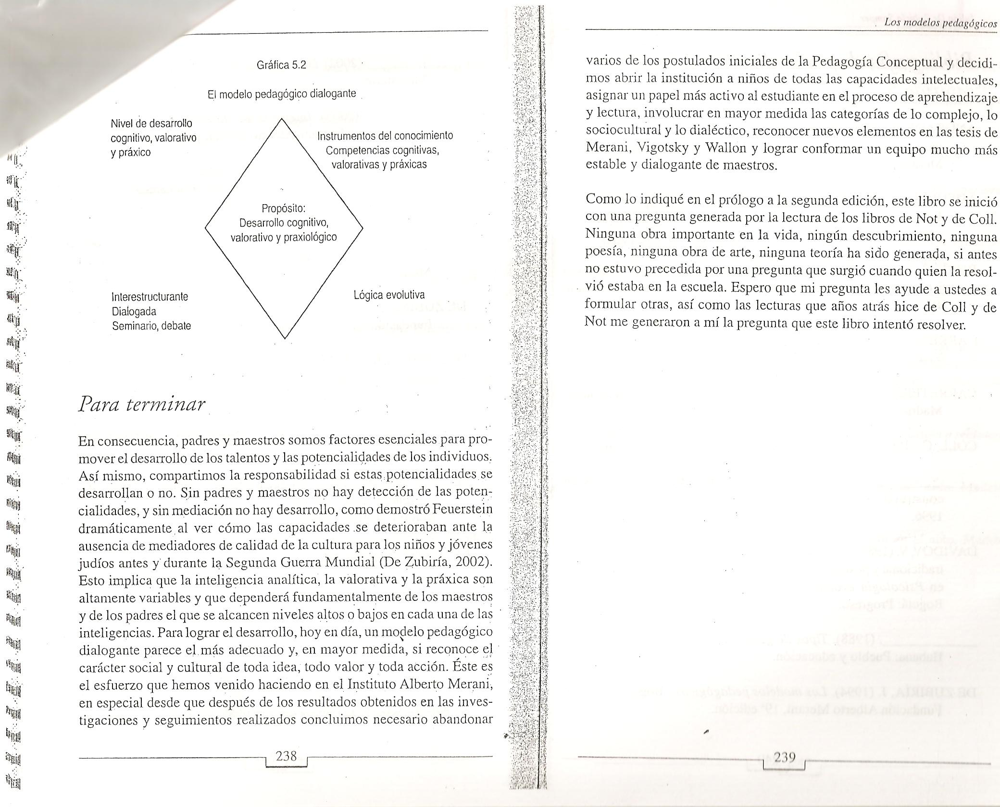 Gráfica 5.2
El modelo pedagógico dialogante
Nivel de desarrollo
cognitivo, valorativo
y práxico
Instrumentos del conocimiento
Competencias cognitivas,
valorativas y práxicas
Propósito:
Desarrollo cognitivo,
valorativo y praxiológico
Interestructurante
Dialogada
Seminario, debate
Lógica evolutiva
Para terminar
En consecuencia, padres y maestros somos factores esenciales para pro-
mover el desarrollo de los talentos y las potencialidades de los individuos.
Así mismo, compartimos la responsabilidad si estas potencialidades se
desarrollan o no. Sin padres y maestros no hay detección de las poten-
cialidades, y sin mediación no hay desarrollo, como demostró Feuerstein
dramáticamente al ver cómo las capacidades se deterioraban ante la
ausencia de mediadores de calidad de la cultura para los niños y jóvenes
judíos antes y durante la Segunda Guerra Mundial (De Zubiría, 2002).
Esto implica que la inteligencia analítica, la valorativa y la práxica son
altamente variables y que dependerá fundamentalmente de los maestros
y de los padres el que se alcancen niveles altos o bajos en cada una de las
inteligencias. Para lograr el desarrollo, hoy en día, un modelo pedagógico
dialogante parece el más adecuado y, en mayor medida, si reconoce el
carácter social y cultural de toda idea, todo valor y toda acción. Éste es
el esfuerzo que hemos venido haciendo en el Instituto Alberto Merani,
en especial desde que después de los resultados obtenidos en las inves-
tigaciones y seguimientos realizados concluimos necesario abandonar
238
Los modelos pedagógicos
varios de los postulados iniciales de la Pedagogía Conceptual y decidi-
mos abrir la institución a niños de todas las capacidades intelectuales,
asignar un papel más activo al estudiante en el proceso de aprehendizaje
y lectura, involucrar en mayor medida las categorías de lo complejo, lo
sociocultural y lo dialéctico, reconocer nuevos elementos en las tesis de
Merani, Vigotsky y Wallon y lograr conformar un equipo mucho más
estable y dialogante de maestros.
Como lo indiqué en el prólogo a la segunda edición, este libro se inició
con una pregunta generada por la lectura de los libros de Not y de Coll.
Ninguna obra importante en la vida, ningún descubrimiento, ninguna
poesía, ninguna obra de arte, ninguna teoría ha sido generada, si antes
no estuvo precedida por una pregunta que surgió cuando quien la resol-
vió estaba en la escuela. Espero que mi pregunta les ayude a ustedes a
formular otras, así como las lecturas que años atrás hice de Coll y de
Not me generaron a mí la pregunta que este libro intentó resolver.
239